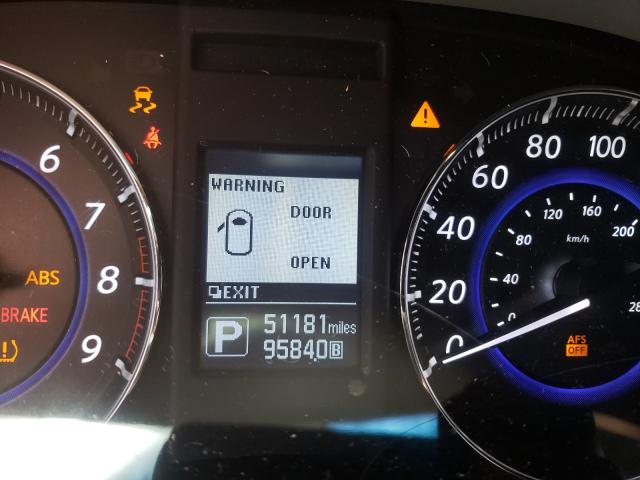 WARNING
DOOR
OPEN
EXIT
P 51181 miles
9584.0 B
6
7
8
9
ABS
BRAKE
0
20
40
60
80
100
0
40
80
120
160
200
km/h
AFS
OFF